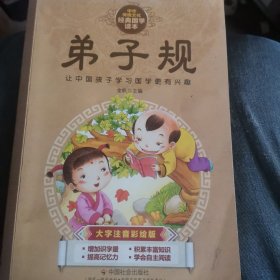 经典国学
读本
弟子规
让中国孩子学习国学更有兴趣
主编
大字注音彩绘版
•增加识字量 •积累丰富知识
•提高记忆力 •学会自主阅读
中国社会出版社